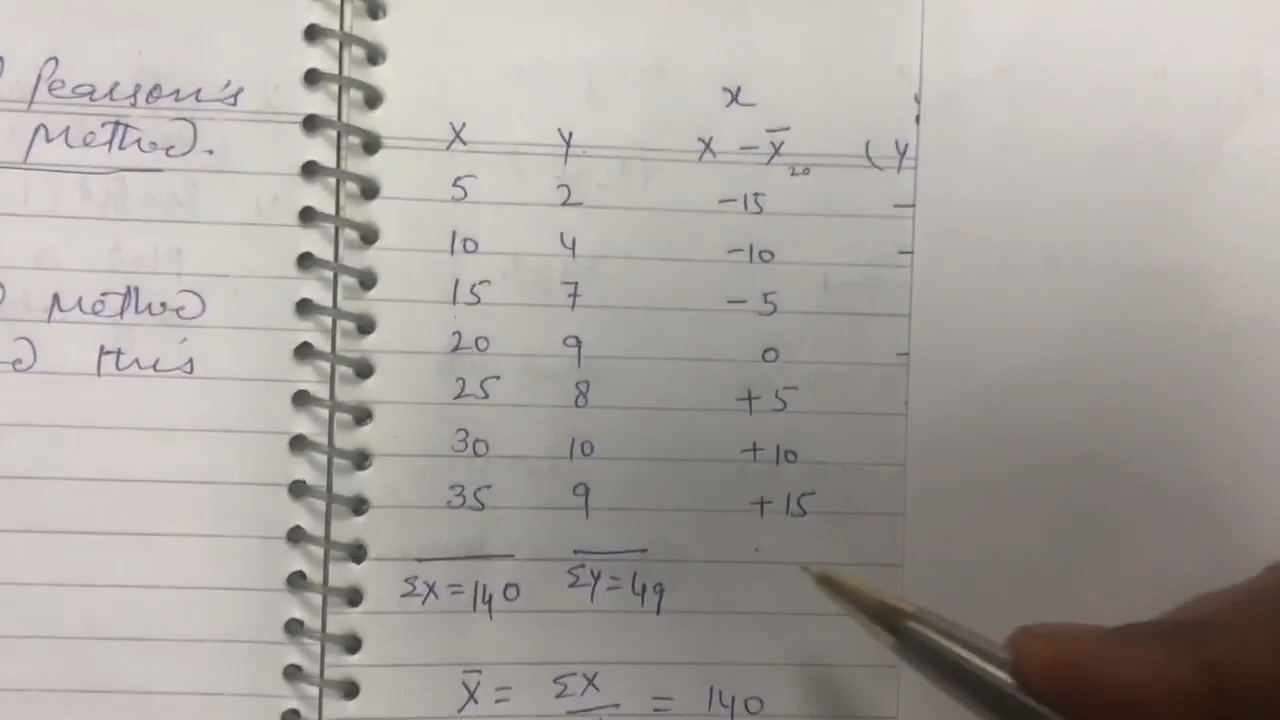 Pearson's
Method.
Method
this
x
X Y X - X̄ 20 (Y
5 2 -15 -
10 4 -10 -
15 7 -5
20 9 0 -
25 8 +5
30 10 +10
35 9 +15
ΣX = 140 ΣY = 49
X̄ = ΣX = 140